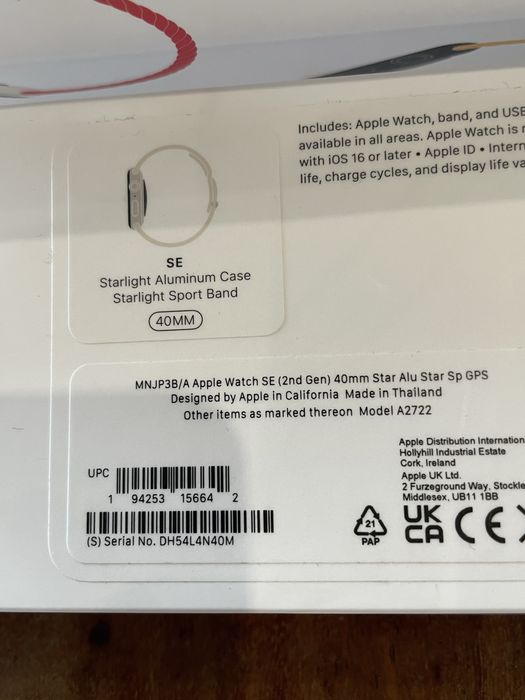 Includes: Apple Watch, band, and USB
available in all areas. Apple Watch is
with iOS 16 or later • Apple ID • Intern
life, charge cycles, and display life va
SE
Starlight Aluminum Case
Starlight Sport Band
40MM
MNJP3B/A Apple Watch SE (2nd Gen) 40mm Star Alu Star Sp GPS
Designed by Apple in California Made in Thailand
Other items as marked thereon Model A2722
Apple Distribution Internation
Hollyhill Industrial Estate
Cork, Ireland
Apple UK Ltd.
2 Furzeground Way, Stockle
Middlesex, UB11 1BB
UPC
1 94253 15664 2
(S) Serial No. DH54L4N40M
21
PAP
UK
CA
CE